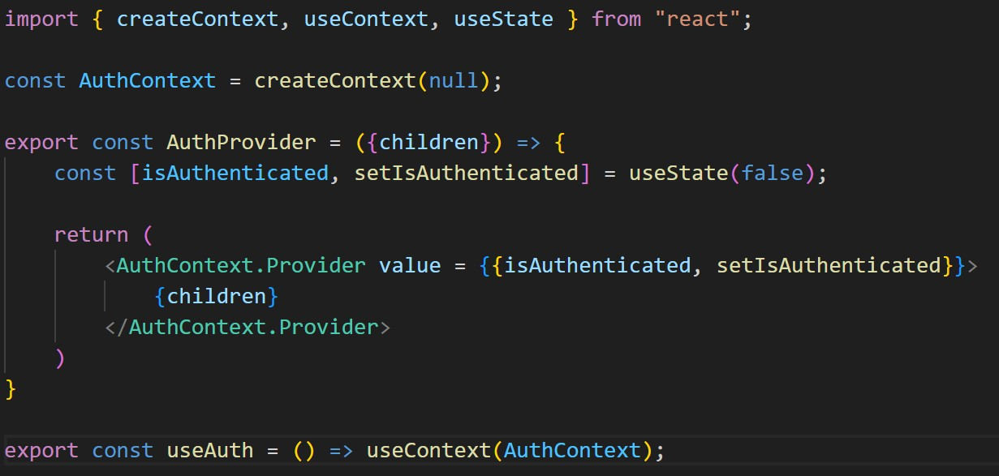 import { createContext, useContext, useState } from "react";
const AuthContext = createContext(null);
export const AuthProvider = ({children}) => {
    const [isAuthenticated, setIsAuthenticated] = useState(false);
    return (
        <AuthContext.Provider value = {{isAuthenticated, setIsAuthenticated}}>
            {children}
        </AuthContext.Provider>
    )
}
export const useAuth = () => useContext(AuthContext);